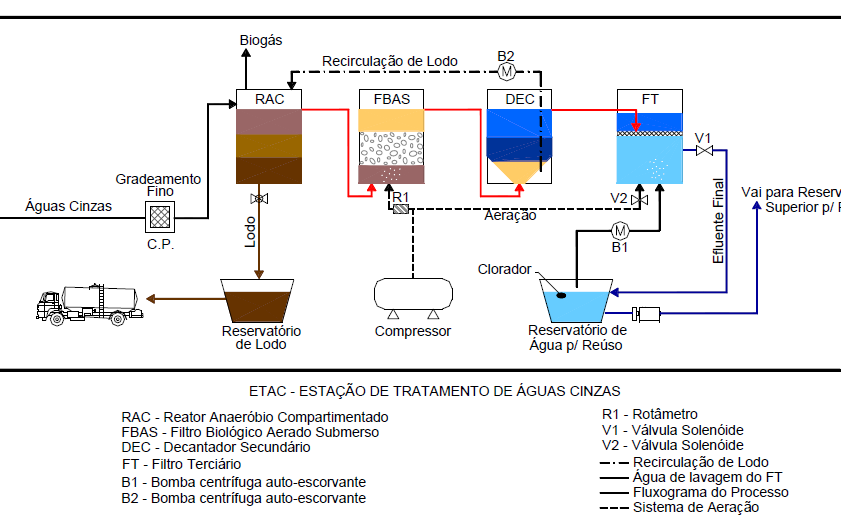 Biogás
Recirculação de Lodo
B2
M
RAC
FBAS
DEC
FT
V1
Gradeamento
Fino
Águas Cinzas
C.P.
R1
Aeração
V2
M
B1
Lodo
Efluente Final
Vai para Reserv
Superior p/
Clorador
Reservatório
de Lodo
Compressor
Reservatório de
Água p/ Reúso
ETAC - ESTAÇÃO DE TRATAMENTO DE ÁGUAS CINZAS
RAC - Reator Anaeróbio Compartimentado
FBAS - Filtro Biológico Aerado Submerso
DEC - Decantador Secundário
FT - Filtro Terciário
B1 - Bomba centrífuga auto-escorvante
B2 - Bomba centrífuga auto-escorvante
R1 - Rotâmetro
V1 - Válvula Solenóide
V2 - Válvula Solenóide
Recirculação de Lodo
Água de lavagem do FT
Fluxograma do Processo
Sistema de Aeração